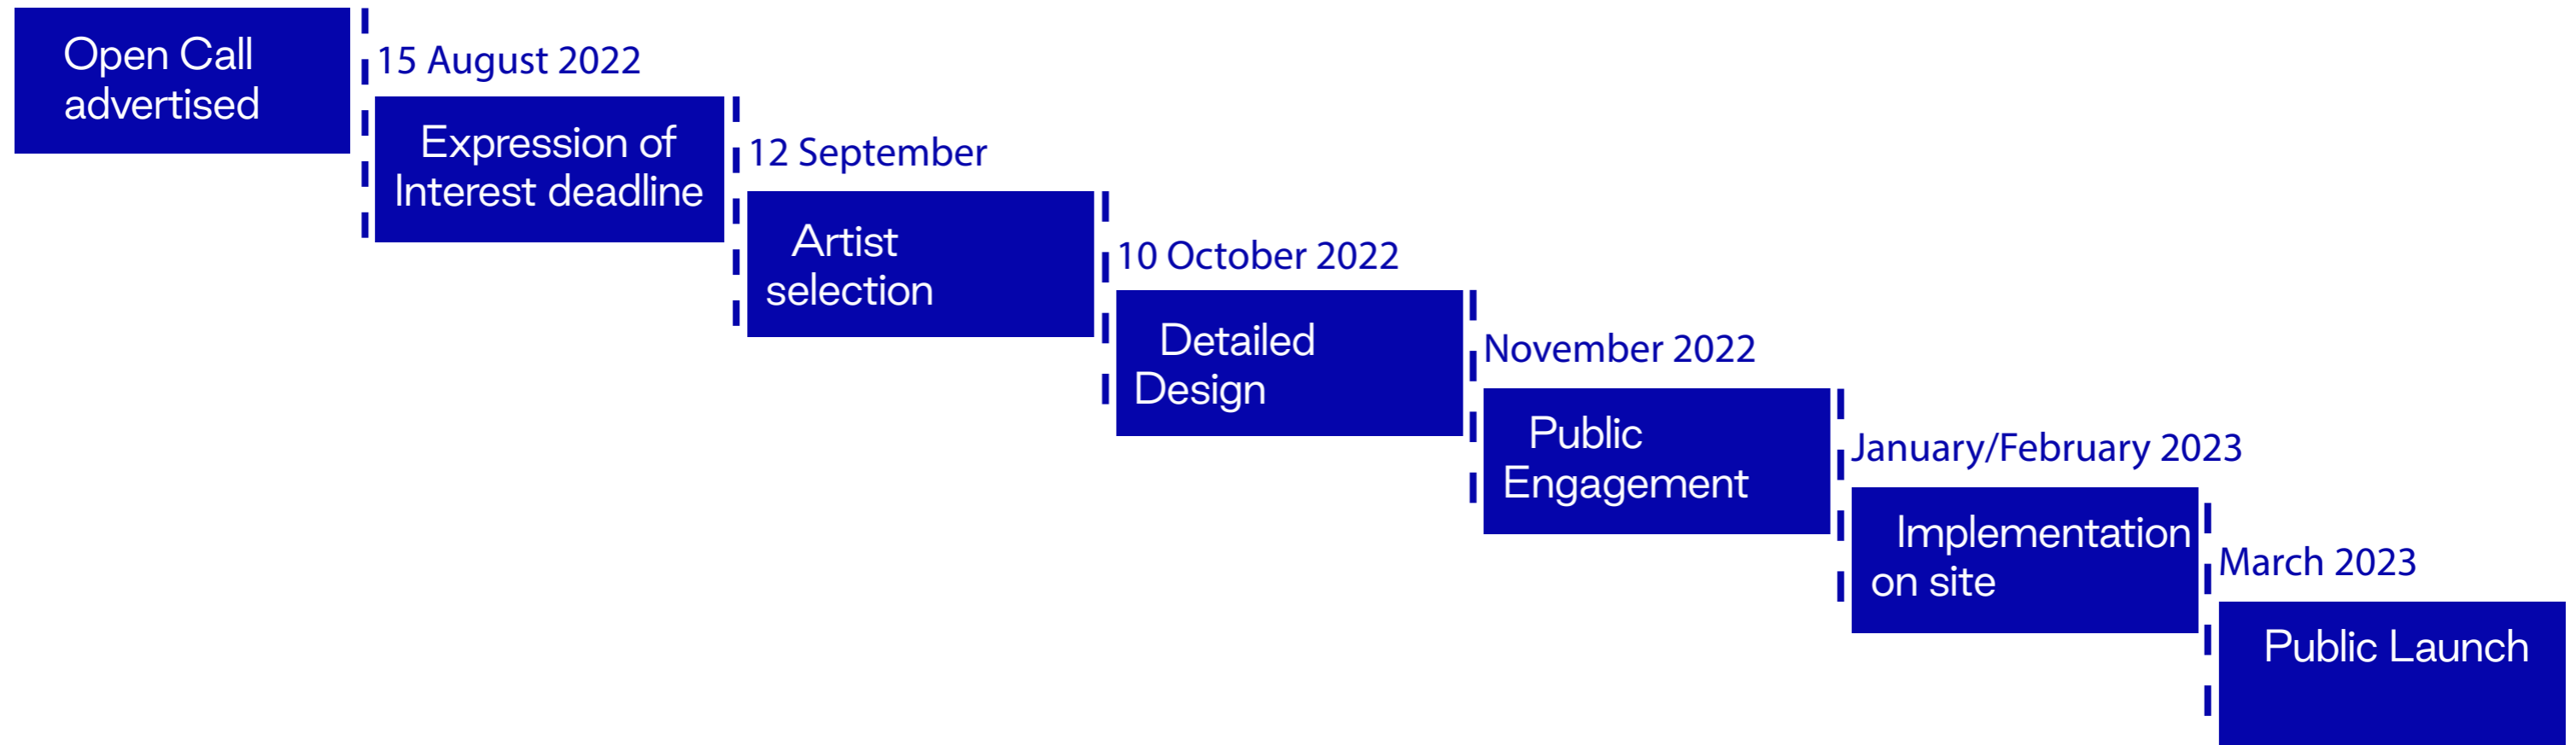 Open Call
advertised
15 August 2022
Expression of
Interest deadline
12 September
Artist
selection
10 October 2022
Detailed
Design
November 2022
Public
Engagement
January/February 2023
Implementation
on site
March 2023
Public Launch